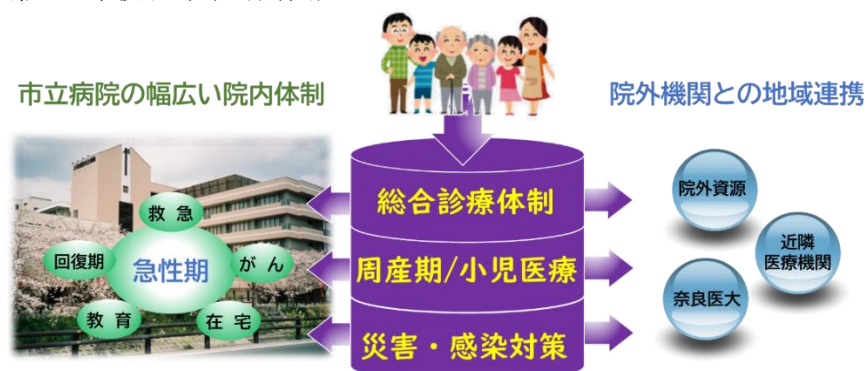 市立病院の幅広い院内体制
院外機関との地域連携
救 急
回復期
急性期
が ん
教 育
在 宅
総合診療体制
周産期/小児医療
災害・感染対策
院外資源
近隣
医療機関
奈良医大